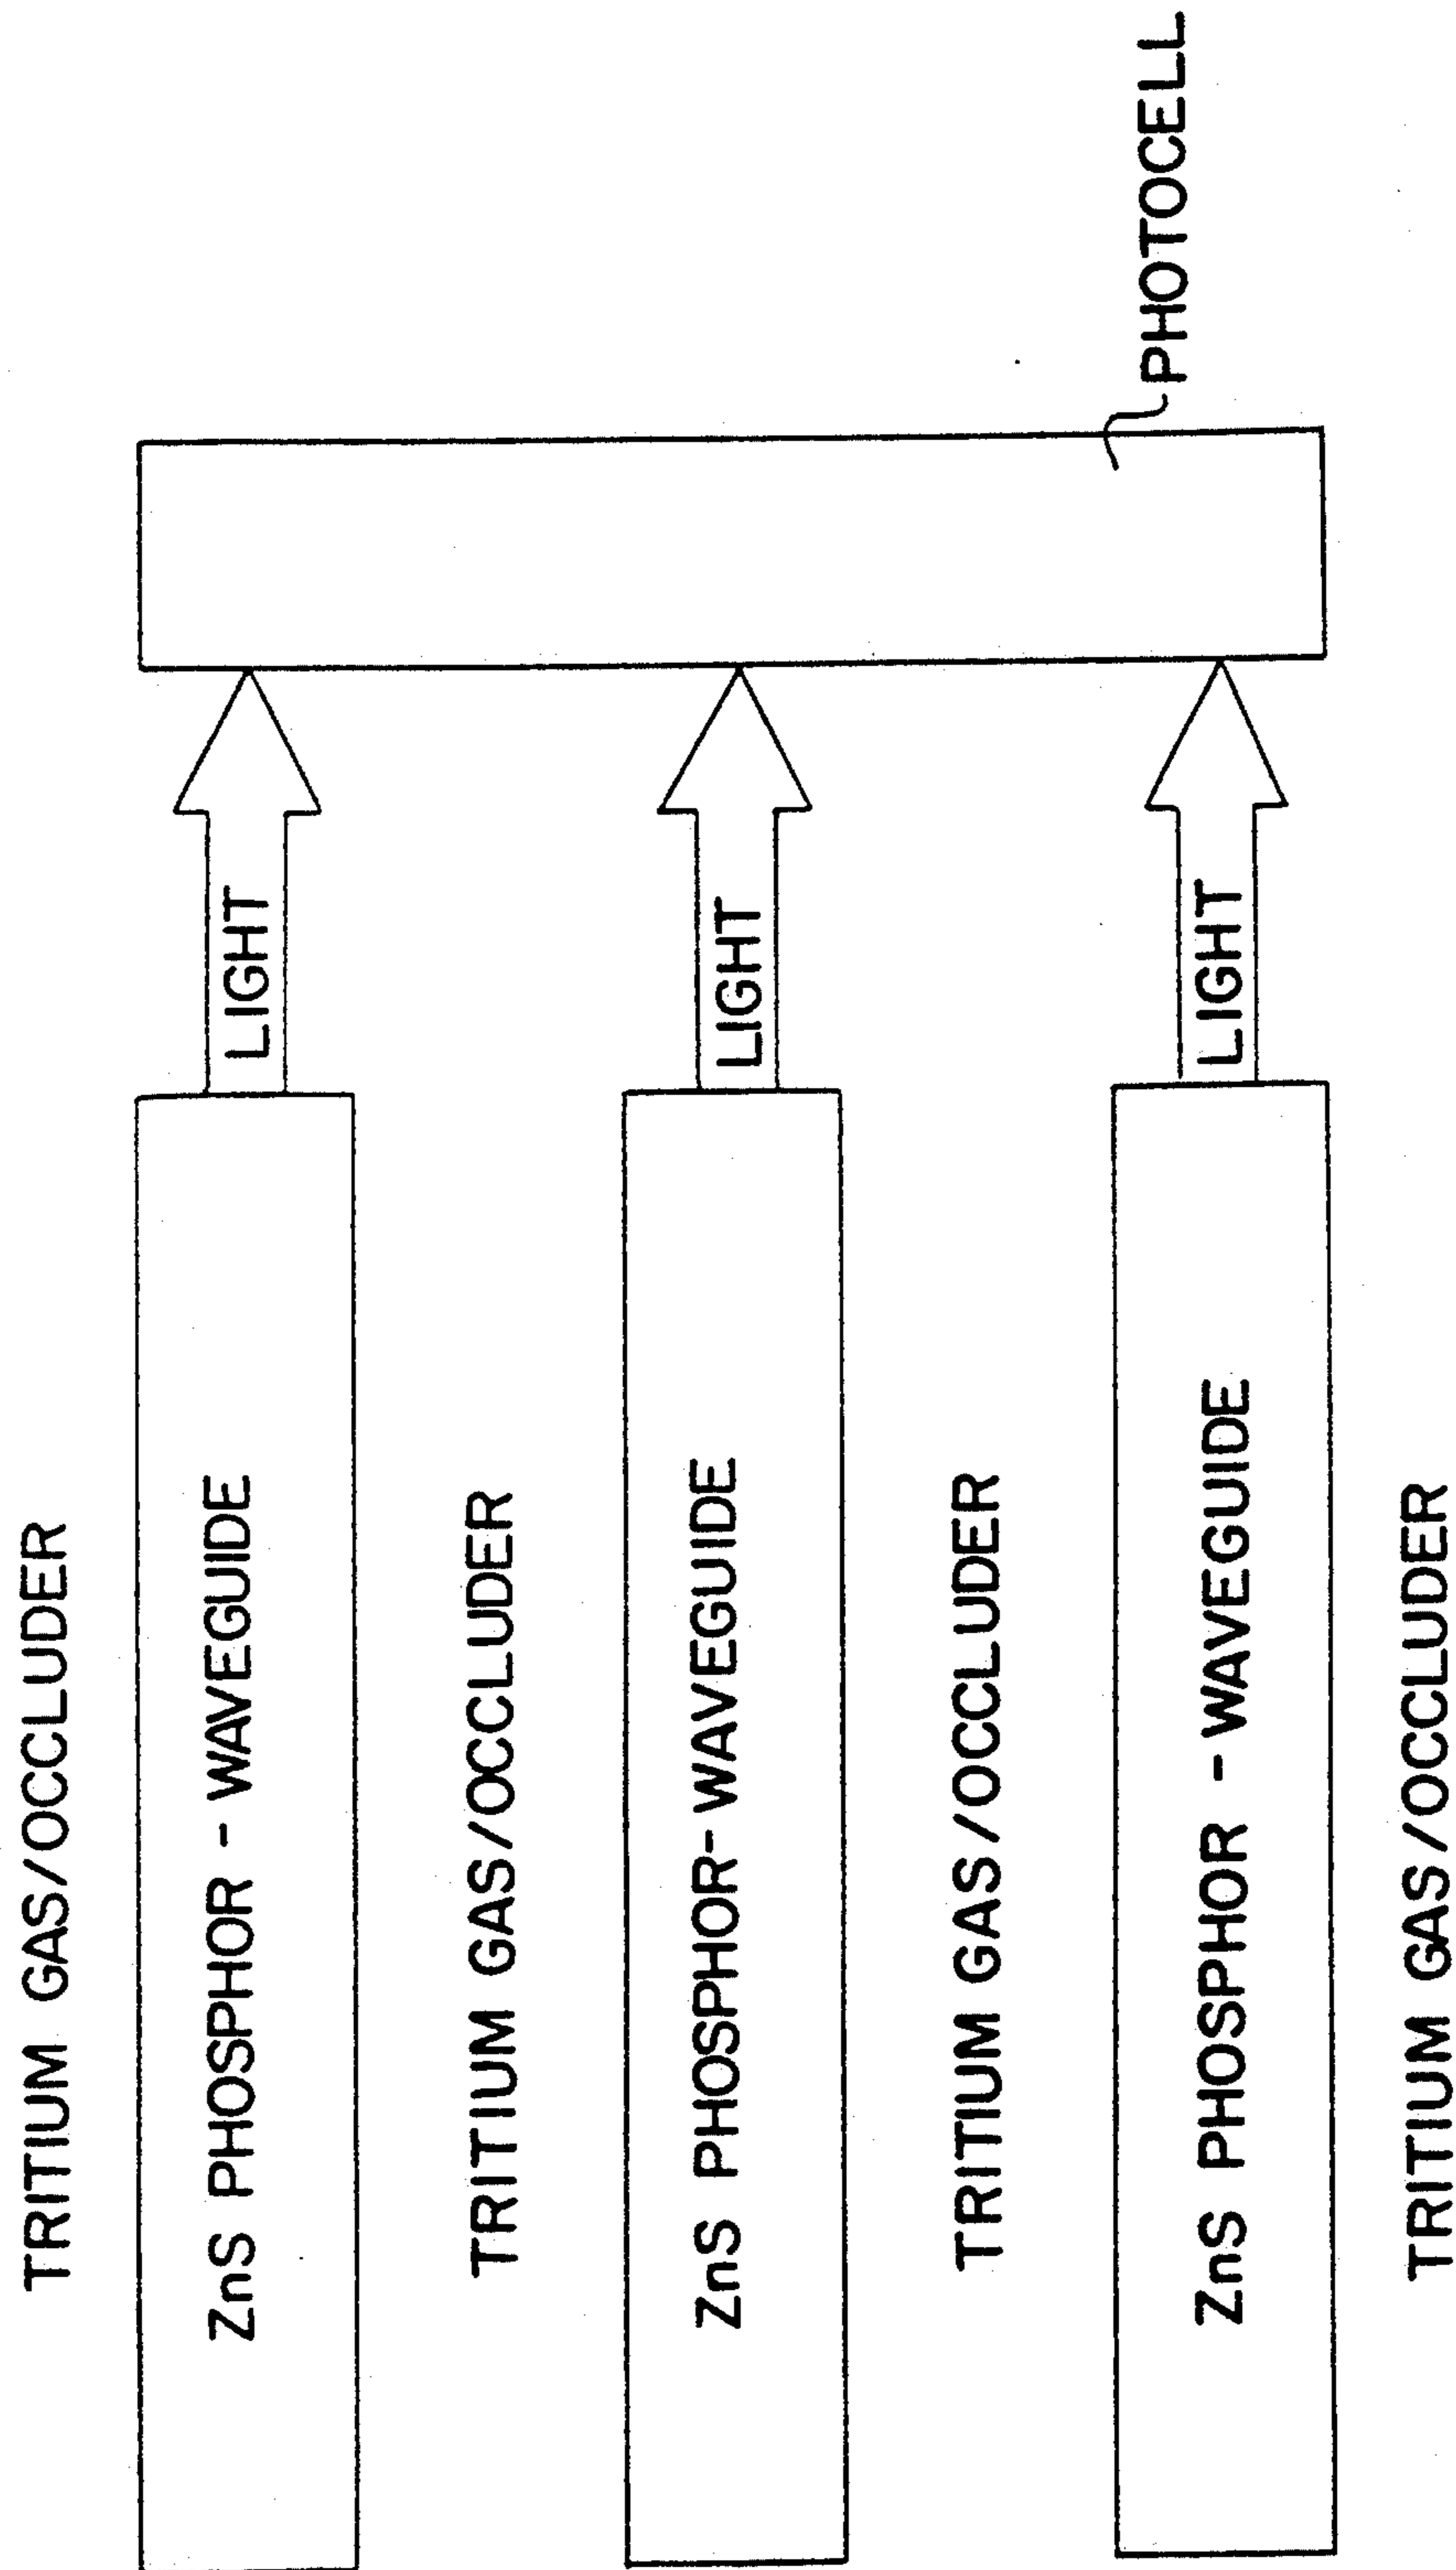 TRITIUM GAS/OCCLUDER
ZnS PHOSPHOR - WAVEGUIDE
LIGHT
TRITIUM GAS/OCCLUDER
ZnS PHOSPHOR-WAVEGUIDE
LIGHT
TRITIUM GAS/OCCLUDER
ZnS PHOSPHOR - WAVEGUIDE
LIGHT
PHOTOCELL
TRITIUM GAS/OCCLUDER